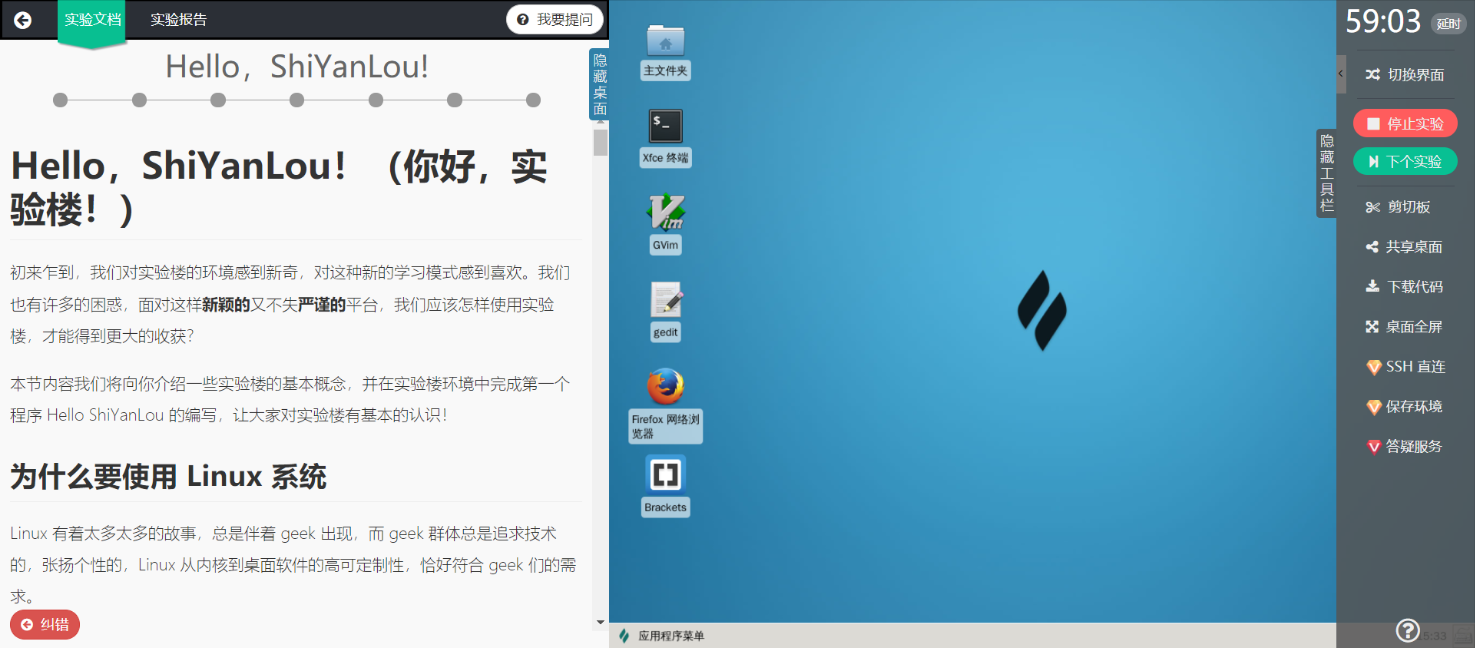 实验文档
实验报告
我要提问
Hello，ShiYanLou!
隐藏桌面
Hello，ShiYanLou！（你好，实
验楼！）
初来乍到，我们对实验楼的环境感到新奇，对这种新的学习模式感到喜欢。我们
也有许多的困惑，面对这样新颖的又不失严谨的平台，我们应该怎样使用实验
楼，才能得到更大的收获？
本节内容我们将向你介绍一些实验楼的基本概念，并在实验楼环境中完成第一个
程序 Hello ShiYanLou 的编写，让大家对实验楼有基本的认识！
为什么要使用 Linux 系统
Linux 有着太多太多的故事，总是伴着 geek 出现，而 geek 群体总是追求技术
的，张扬个性的，Linux 从内核到桌面软件的高可定制性，恰好符合 geek 们的需
求。
纠错
主文件夹
$_
Xfce 终端
Vim
GVim
gedit
Firefox 网络浏
览器
Brackets
应用程序菜单
隐藏工具栏
59:03 延时
切换界面
停止实验
下个实验
剪切板
共享桌面
下载代码
桌面全屏
SSH 直连
保存环境
答疑服务
5:33